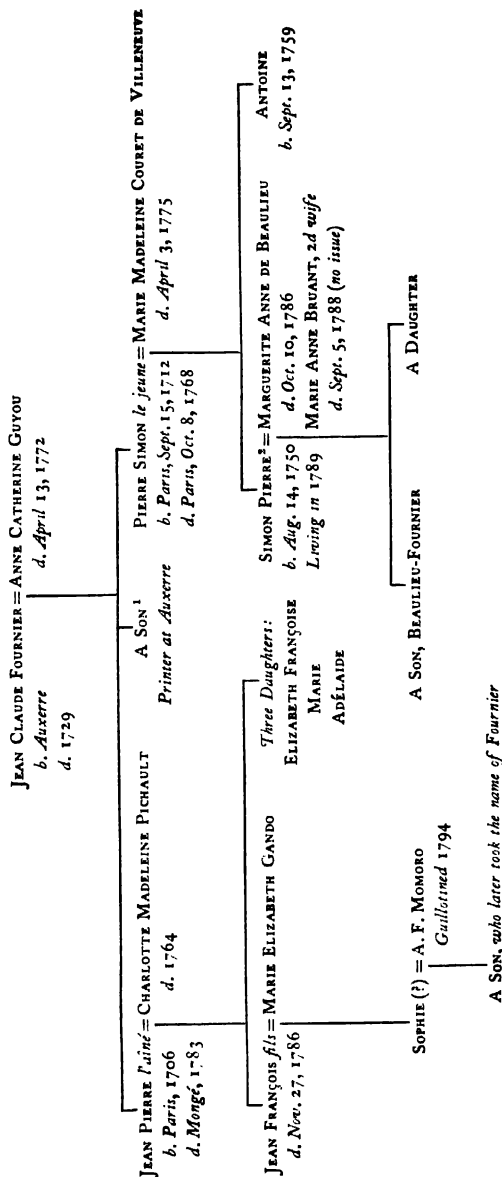 JEAN CLAUDE FOURNIER = ANNE CATHERINE GUYOU
b. Auxerre
d. 1729
d. April 13, 1772
JEAN PIERRE l'aîné = CHARLOTTE MADELEINE PICHAULT
b. Paris, 1706
d. Mongé, 1783
d. 1764
A SON¹
Printer at Auxerre
PIERRE SIMON le jeune = MARIE MADELEINE COURET DE VILLENEUVE
b. Paris, Sept. 15, 1712
d. Paris, Oct. 8, 1768
d. April 3, 1775
JEAN FRANÇOIS fils = MARIE ELIZABETH GANDO
d. Nov. 27, 1786
Three Daughters:
ELIZABETH FRANÇOISE
MARIE
ADÉLAIDE
SIMON PIERRE² = MARGUERITE ANNE DE BEAULIEU
b. Aug. 14, 1750
Living in 1789
d. Oct. 10, 1786
MARIE ANNE BRUANT, 2d wife
d. Sept. 5, 1788 (no issue)
ANTOINE
b. Sept. 13, 1759
SOPHIE (?) = A. F. MOMORO
Guillotined 1794
A SON, BEAULIEU-FOURNIER
A DAUGHTER
A SON, who later took the name of Fournier